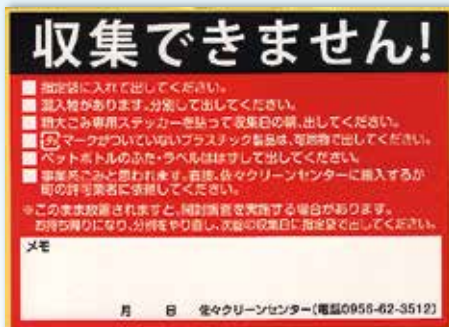 収集できません!
指定袋に入れて出してください。
混入物があります。分別して出してください。
粗大ごみ専用ステッカーを貼って収集日の朝、出してください。
プラマークがついていないプラスチック製品は、可燃物で出してください。
ペットボトルのふた・ラベルははずして出してください。
事業系ごみと思われます。直接、佐々クリーンセンターに搬入するか
町の許可業者に依頼してください。
※このまま放置されますと、開封調査を実施する場合があります。
お持ち帰りになり、分別をやり直し、次回の収集日に指定袋で出してください。
メモ
月 日 佐々クリーンセンター(電話0956-62-3512)